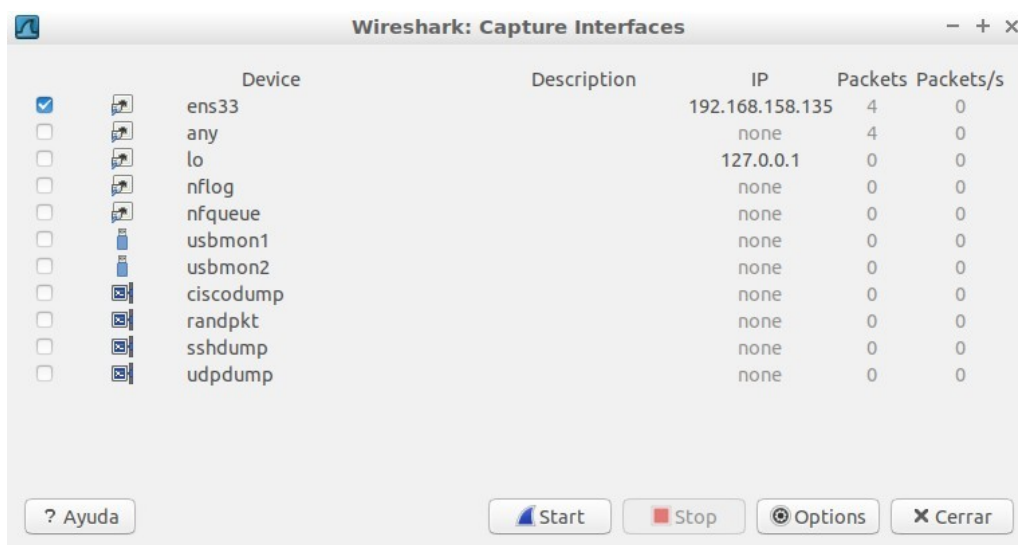 Wireshark: Capture Interfaces
Device Description IP Packets Packets/s
ens33 192.168.158.135 4 0
any none 4 0
lo 127.0.0.1 0 0
nflog none 0 0
nfqueue none 0 0
usbmon1 none 0 0
usbmon2 none 0 0
ciscodump none 0 0
randpkt none 0 0
sshdump none 0 0
udpdump none 0 0
? Ayuda Start Stop Options Cerrar